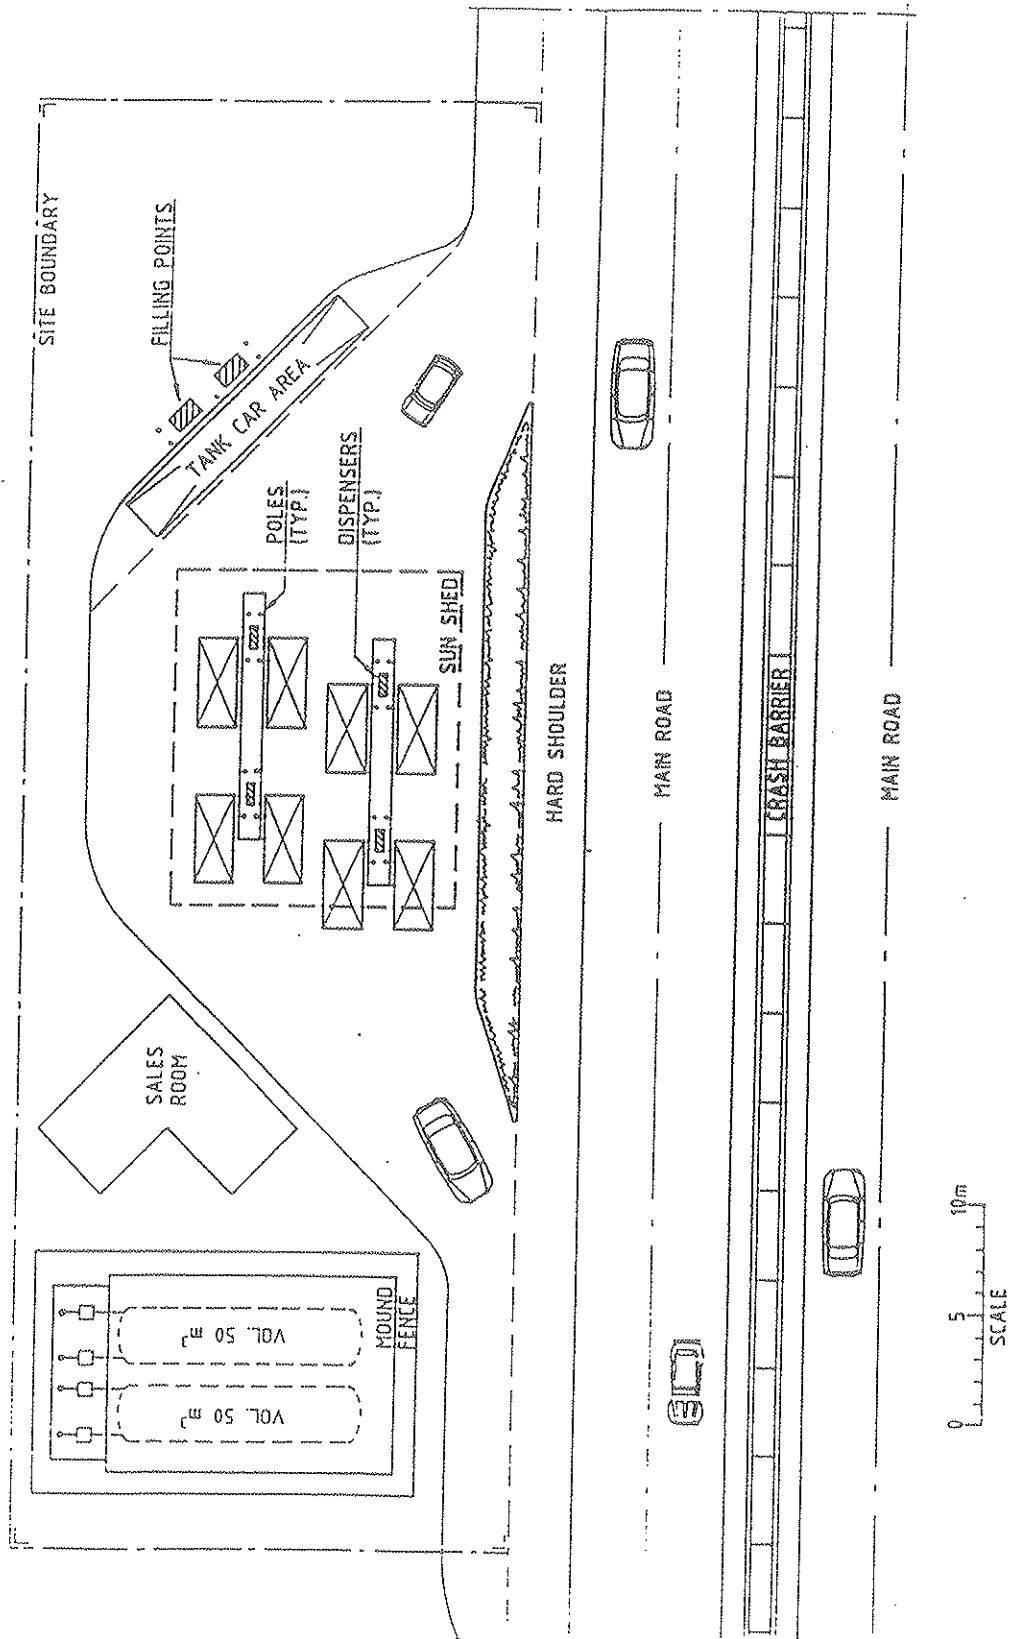 SITE BOUNDARY
FILLING POINTS
TANK CAR AREA
POLES
(TYP.)
DISPENSERS
(TYP.)
SUN SHED
HARD SHOULDER
MAIN ROAD
CRASH BARRIER
MAIN ROAD
SALES
ROOM
MOUND
FENCE
VOL. 50 m³
VOL. 50 m³
0
5
10m
SCALE